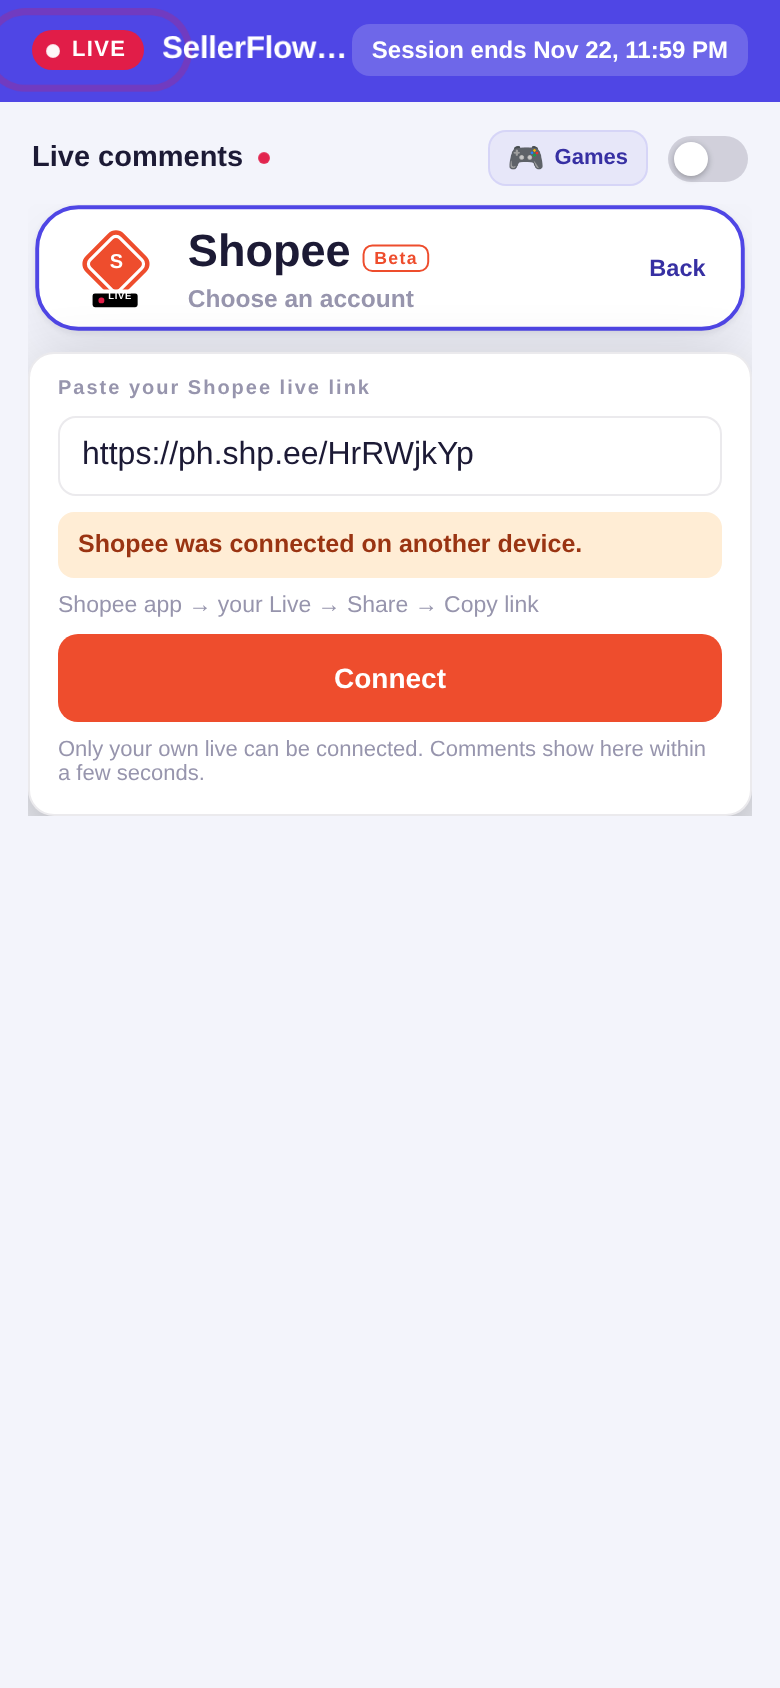 LIVE
SellerFlow…
Session ends Nov 22, 11:59 PM
Live comments
Games
S
LIVE
Shopee
Beta
Choose an account
Back
Paste your Shopee live link
https://ph.shp.ee/HrRWjkYp
Shopee was connected on another device.
Shopee app → your Live → Share → Copy link
Connect
Only your own live can be connected. Comments show here within
a few seconds.